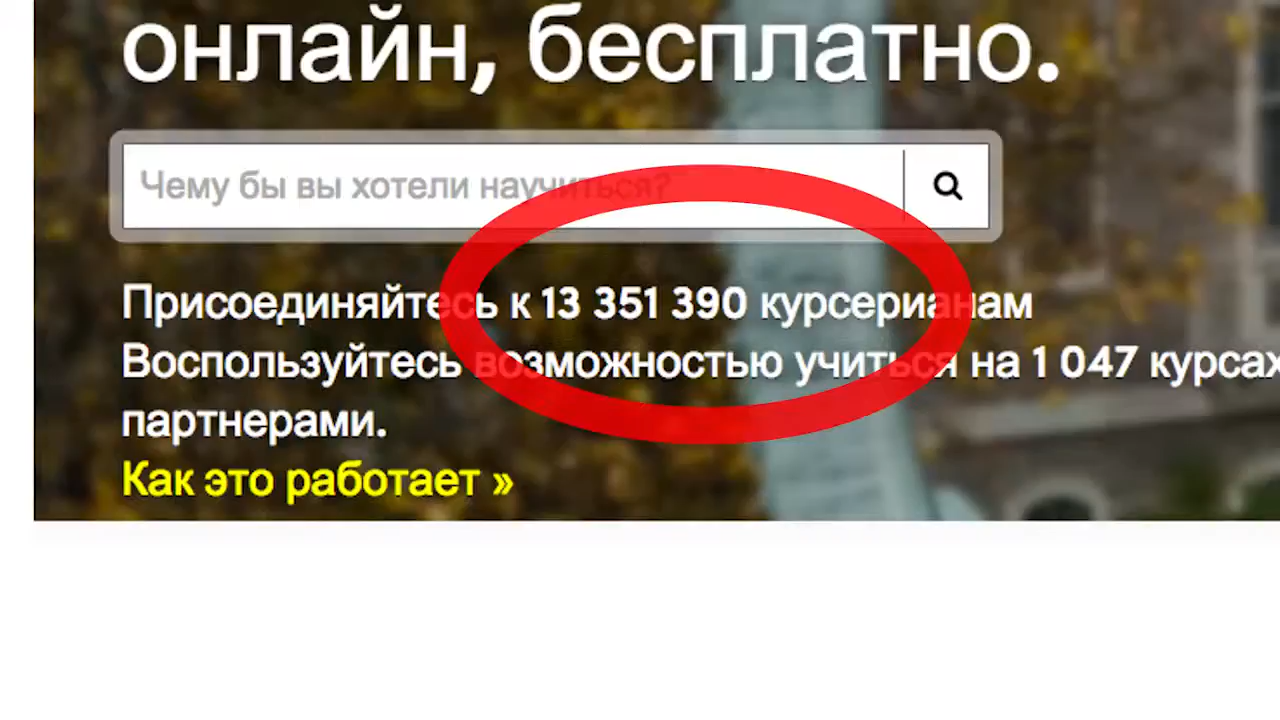 онлайн, бесплатно.
Чему бы вы хотели научиться?
Присоединяйтесь к 13 351 390 курсерианам
Воспользуйтесь возможностью учиться на 1 047 курсах
партнерами.
Как это работает »